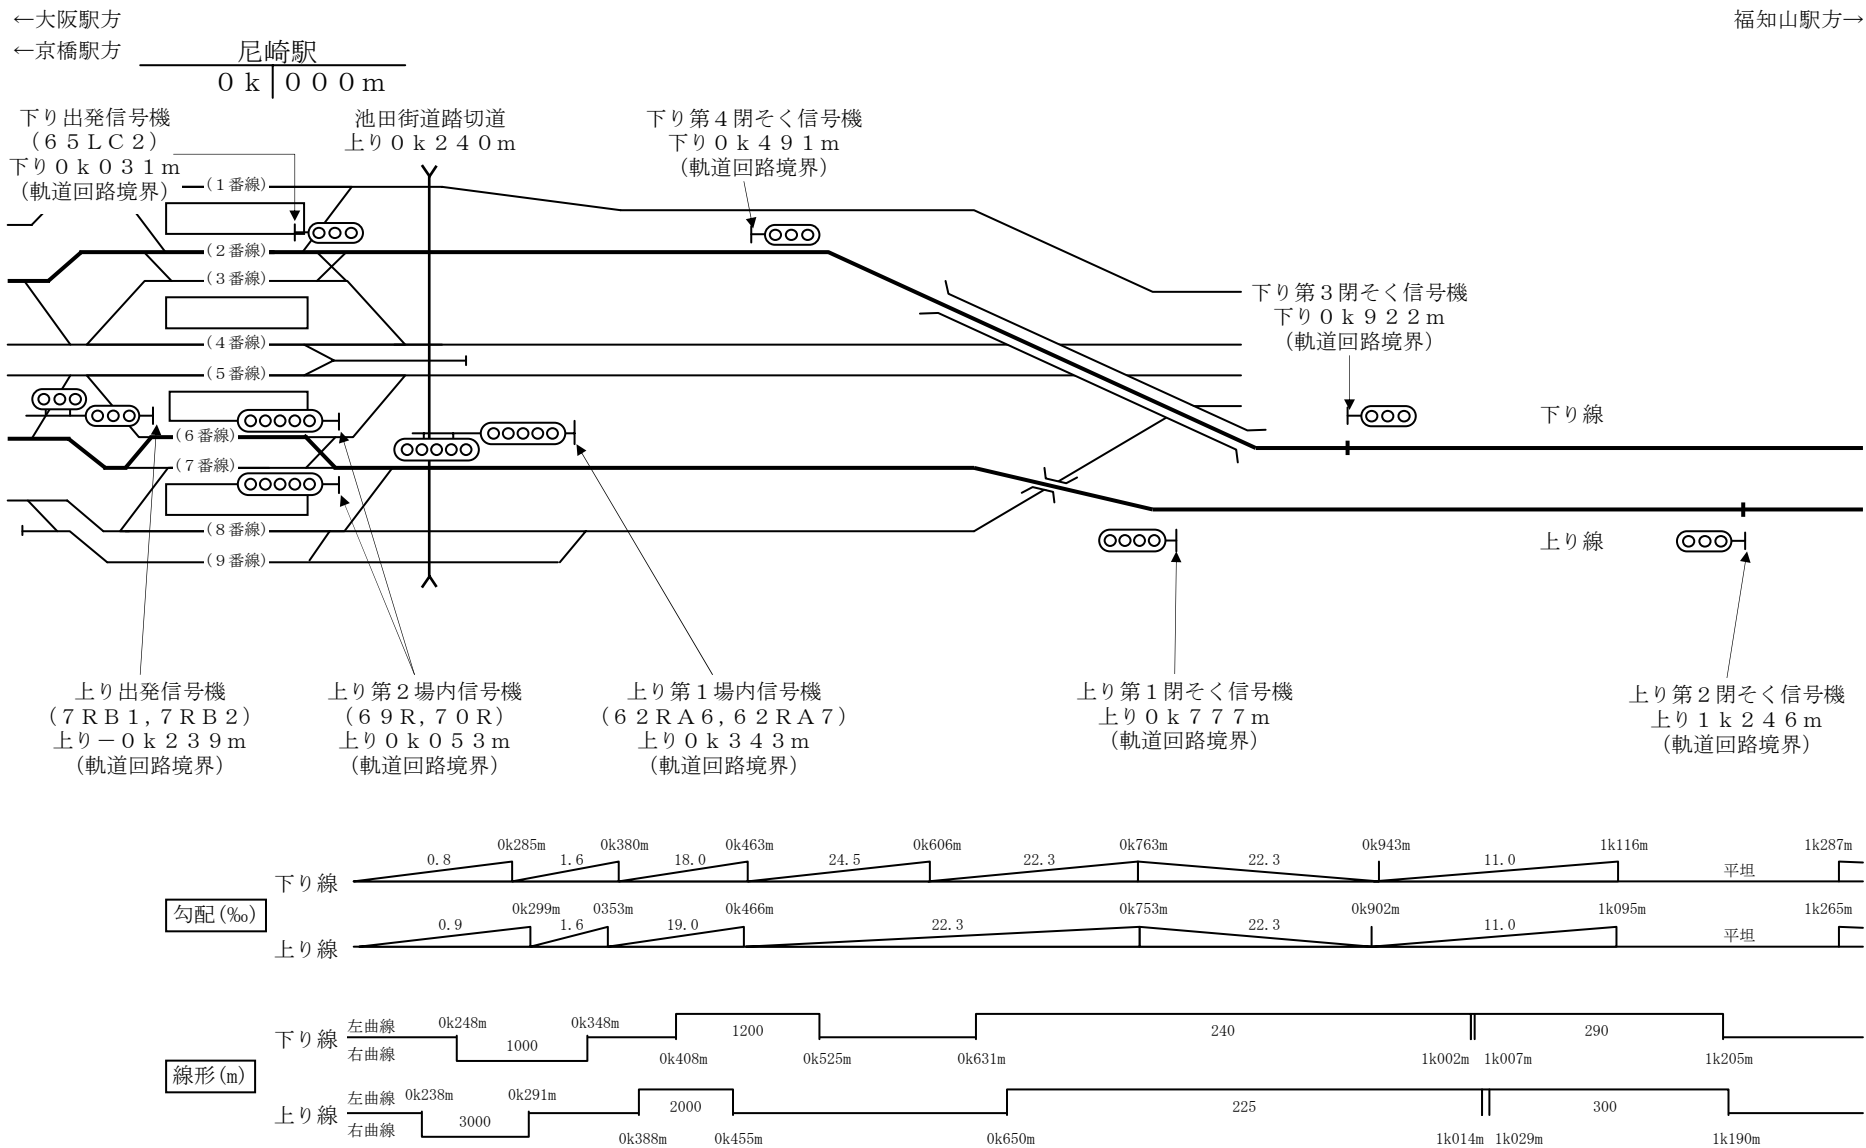 ←大阪駅方
福知山駅方→
←京橋駅方
尼崎駅
0k 000m
下り出発信号機
(65LC2)
下り0k031m
(軌道回路境界)
池田街道踏切道
上り0k240m
下り第4閉そく信号機
下り0k491m
(軌道回路境界)
下り第3閉そく信号機
下り0k922m
(軌道回路境界)
(1番線)
(2番線)
(3番線)
(4番線)
(5番線)
(6番線)
(7番線)
(8番線)
(9番線)
下り線
上り線
上り出発信号機
(7RB1,7RB2)
上り-0k239m
(軌道回路境界)
上り第2場内信号機
(69R,70R)
上り0k053m
(軌道回路境界)
上り第1場内信号機
(62RA6,62RA7)
上り0k343m
(軌道回路境界)
上り第1閉そく信号機
上り0k777m
(軌道回路境界)
上り第2閉そく信号機
上り1k246m
(軌道回路境界)
勾配(‰)
下り線
0k285m 0k380m 0k463m 0k606m 0k763m 0k943m 1k116m 1k287m
0.8 1.6 18.0 24.5 22.3 22.3 11.0 平坦
上り線
0k299m 0353m 0k466m 0k753m 0k902m 1k095m 1k265m
0.9 1.6 19.0 22.3 22.3 11.0 平坦
線形(m)
下り線
左曲線 0k248m 0k348m
1000 1200 240 290
右曲線 0k408m 0k525m 0k631m 1k002m 1k007m 1k205m
上り線
左曲線 0k238m 0k291m
3000 2000 225 300
右曲線 0k388m 0k455m 0k650m 1k014m 1k029m 1k190m